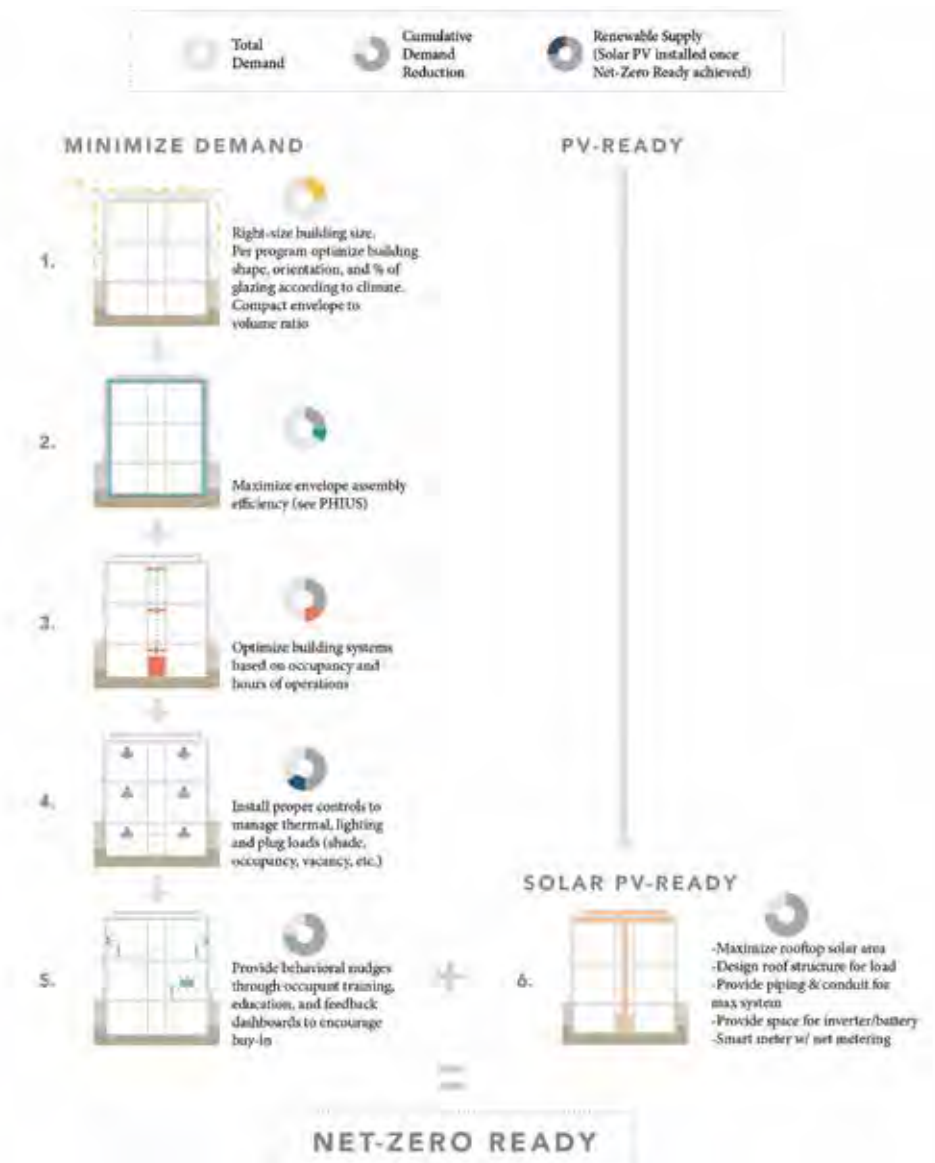 Total
Demand
Cumulative
Demand
Reduction
Renewable Supply
(Solar PV installed once
Net-Zero Ready achieved)
MINIMIZE DEMAND
PV-READY
1.
Right-size building size.
Per program optimize building
shape, orientation, and % of
glazing according to climate.
Compact envelope to
volume ratio
2.
Maximize envelope assembly
efficiency (see PHIUS)
3.
Optimize building systems
based on occupancy and
hours of operations
4.
Install proper controls to
manage thermal, lighting
and plug loads (shade,
occupancy, vacancy, etc.)
5.
Provide behavioral nudges
through occupant training,
education, and feedback
dashboards to encourage
buy-in
SOLAR PV-READY
6.
-Maximize rooftop solar area
-Design roof structure for load
-Provide piping & conduit for
max system
-Provide space for inverter/battery
-Smart meter w/ net metering
NET-ZERO READY